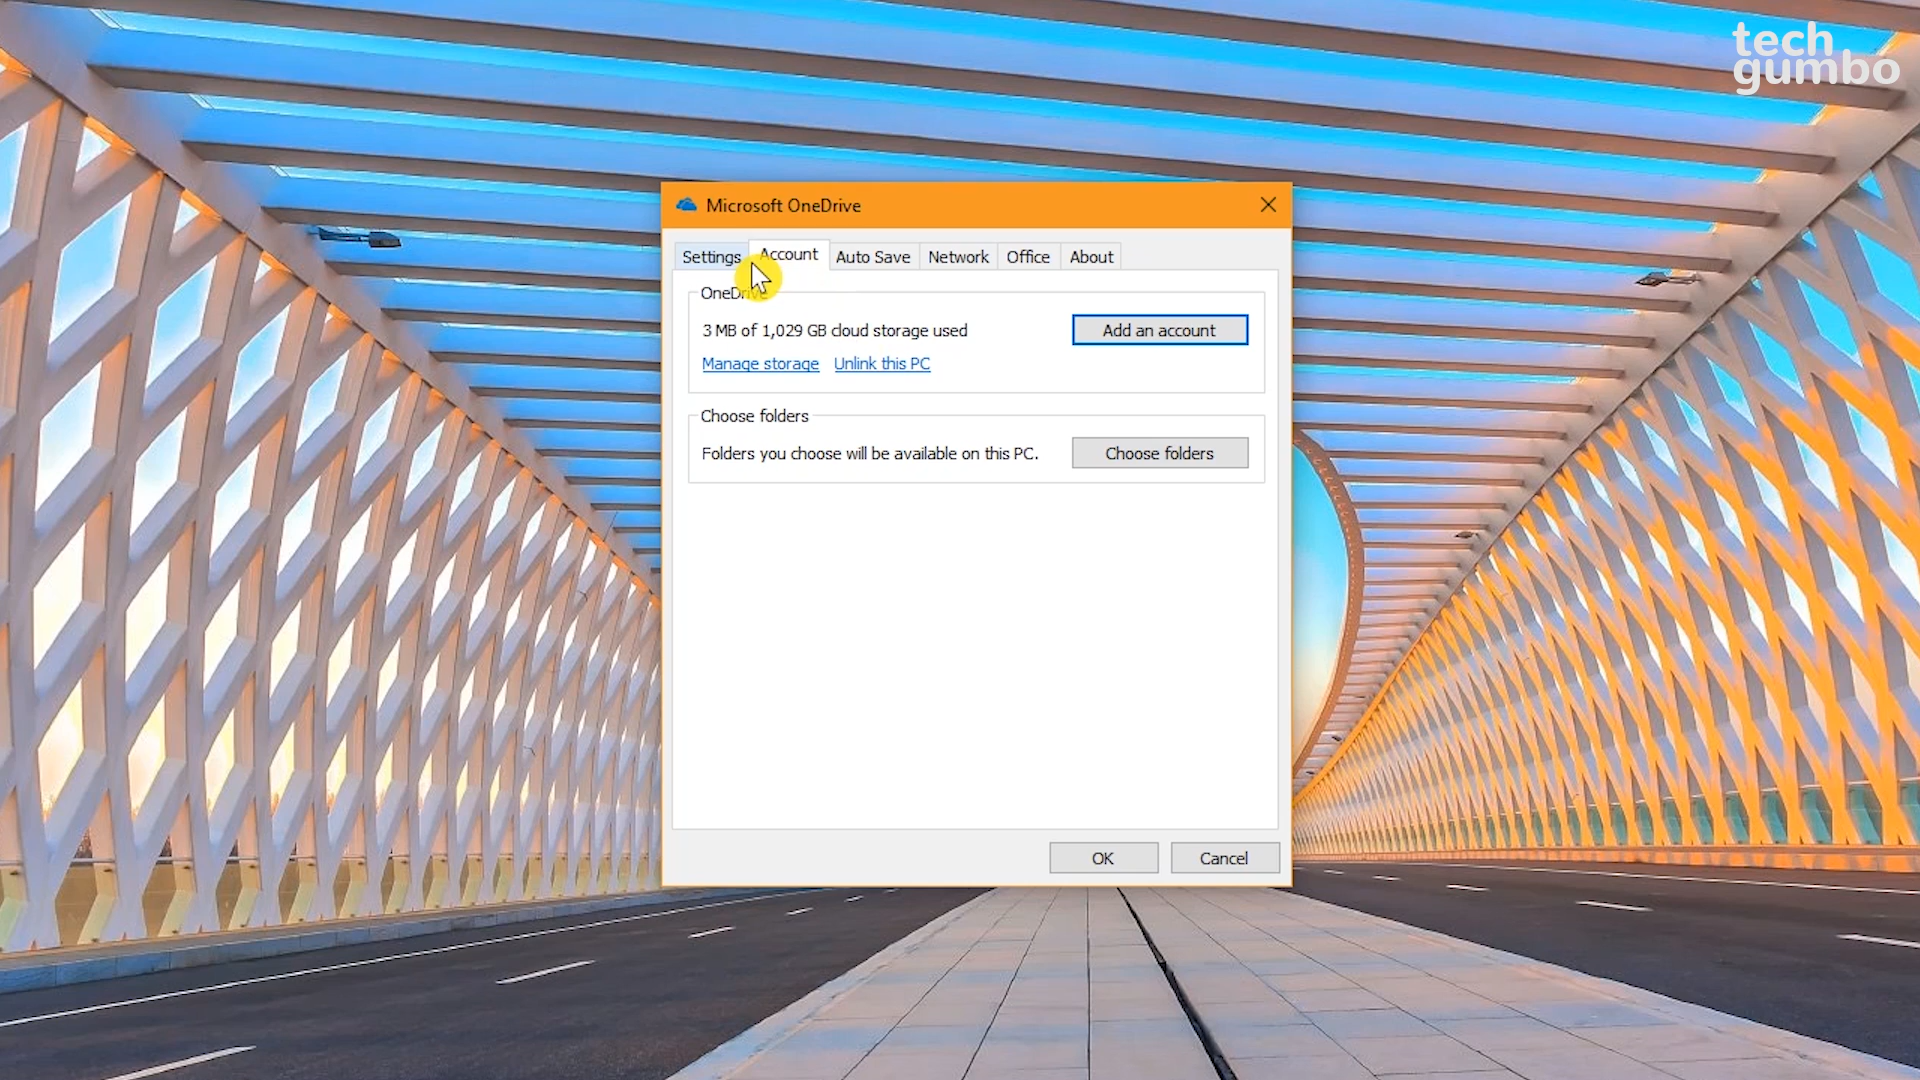 tech
gumbo
Microsoft OneDrive
Settings Account Auto Save Network Office About
OneDrive
3 MB of 1,029 GB cloud storage used Add an account
Manage storage Unlink this PC
Choose folders
Folders you choose will be available on this PC. Choose folders
OK Cancel